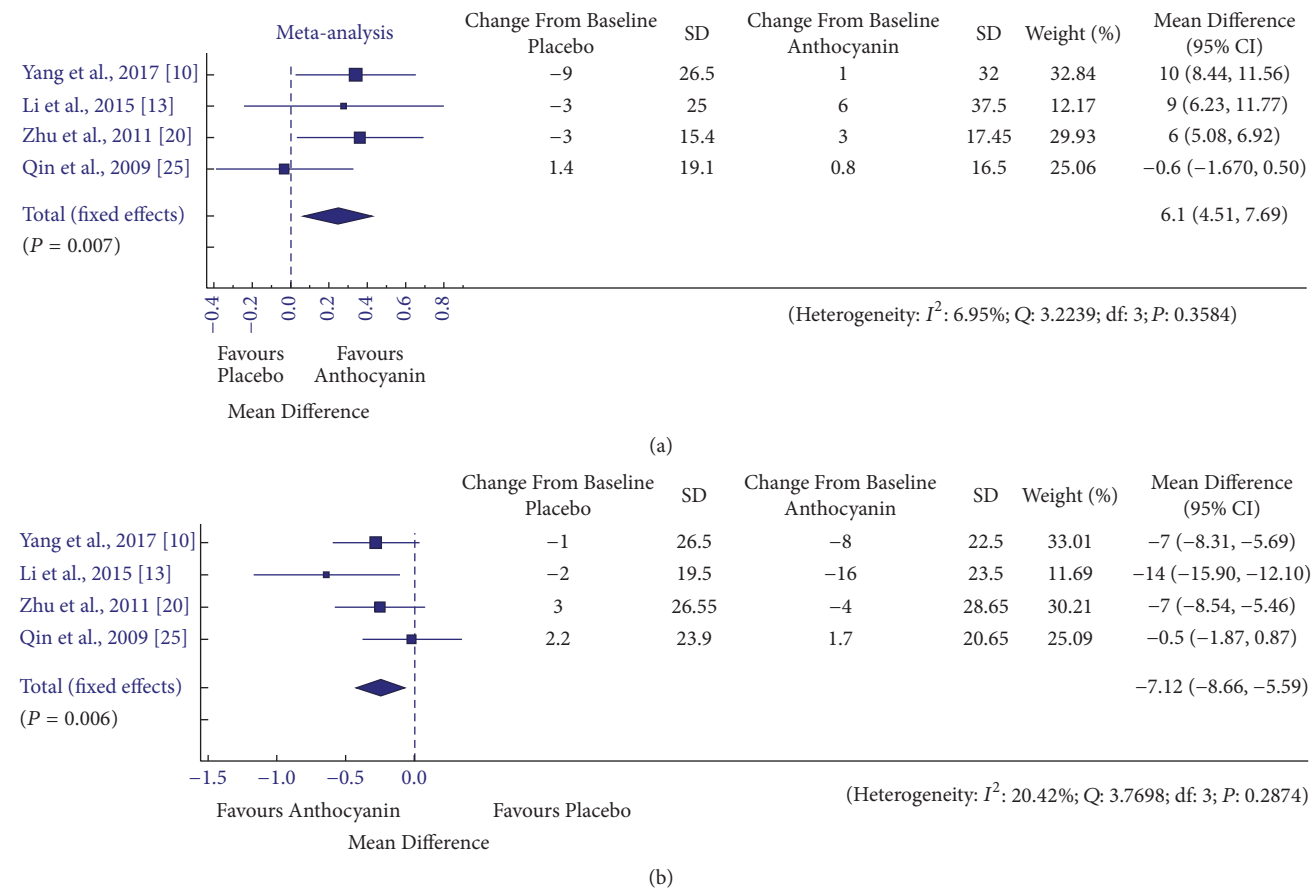 Meta-analysis
Change From Baseline Placebo SD Change From Baseline Anthocyanin SD Weight (%) Mean Difference (95% CI)
Yang et al., 2017 [10] −9 26.5 1 32 32.84 10 (8.44, 11.56)
Li et al., 2015 [13] −3 25 6 37.5 12.17 9 (6.23, 11.77)
Zhu et al., 2011 [20] −3 15.4 3 17.45 29.93 6 (5.08, 6.92)
Qin et al., 2009 [25] 1.4 19.1 0.8 16.5 25.06 −0.6 (−1.670, 0.50)
Total (fixed effects) 6.1 (4.51, 7.69)
(P = 0.007)
−0.4 −0.2 0.0 0.2 0.4 0.6 0.8
(Heterogeneity: I²: 6.95%; Q: 3.2239; df: 3; P: 0.3584)
Favours Placebo Favours Anthocyanin
Mean Difference
(a)
Change From Baseline Placebo SD Change From Baseline Anthocyanin SD Weight (%) Mean Difference (95% CI)
Yang et al., 2017 [10] −1 26.5 −8 22.5 33.01 −7 (−8.31, −5.69)
Li et al., 2015 [13] −2 19.5 −16 23.5 11.69 −14 (−15.90, −12.10)
Zhu et al., 2011 [20] 3 26.55 −4 28.65 30.21 −7 (−8.54, −5.46)
Qin et al., 2009 [25] 2.2 23.9 1.7 20.65 25.09 −0.5 (−1.87, 0.87)
Total (fixed effects) −7.12 (−8.66, −5.59)
(P = 0.006)
−1.5 −1.0 −0.5 0.0
(Heterogeneity: I²: 20.42%; Q: 3.7698; df: 3; P: 0.2874)
Favours Anthocyanin Favours Placebo
Mean Difference
(b)